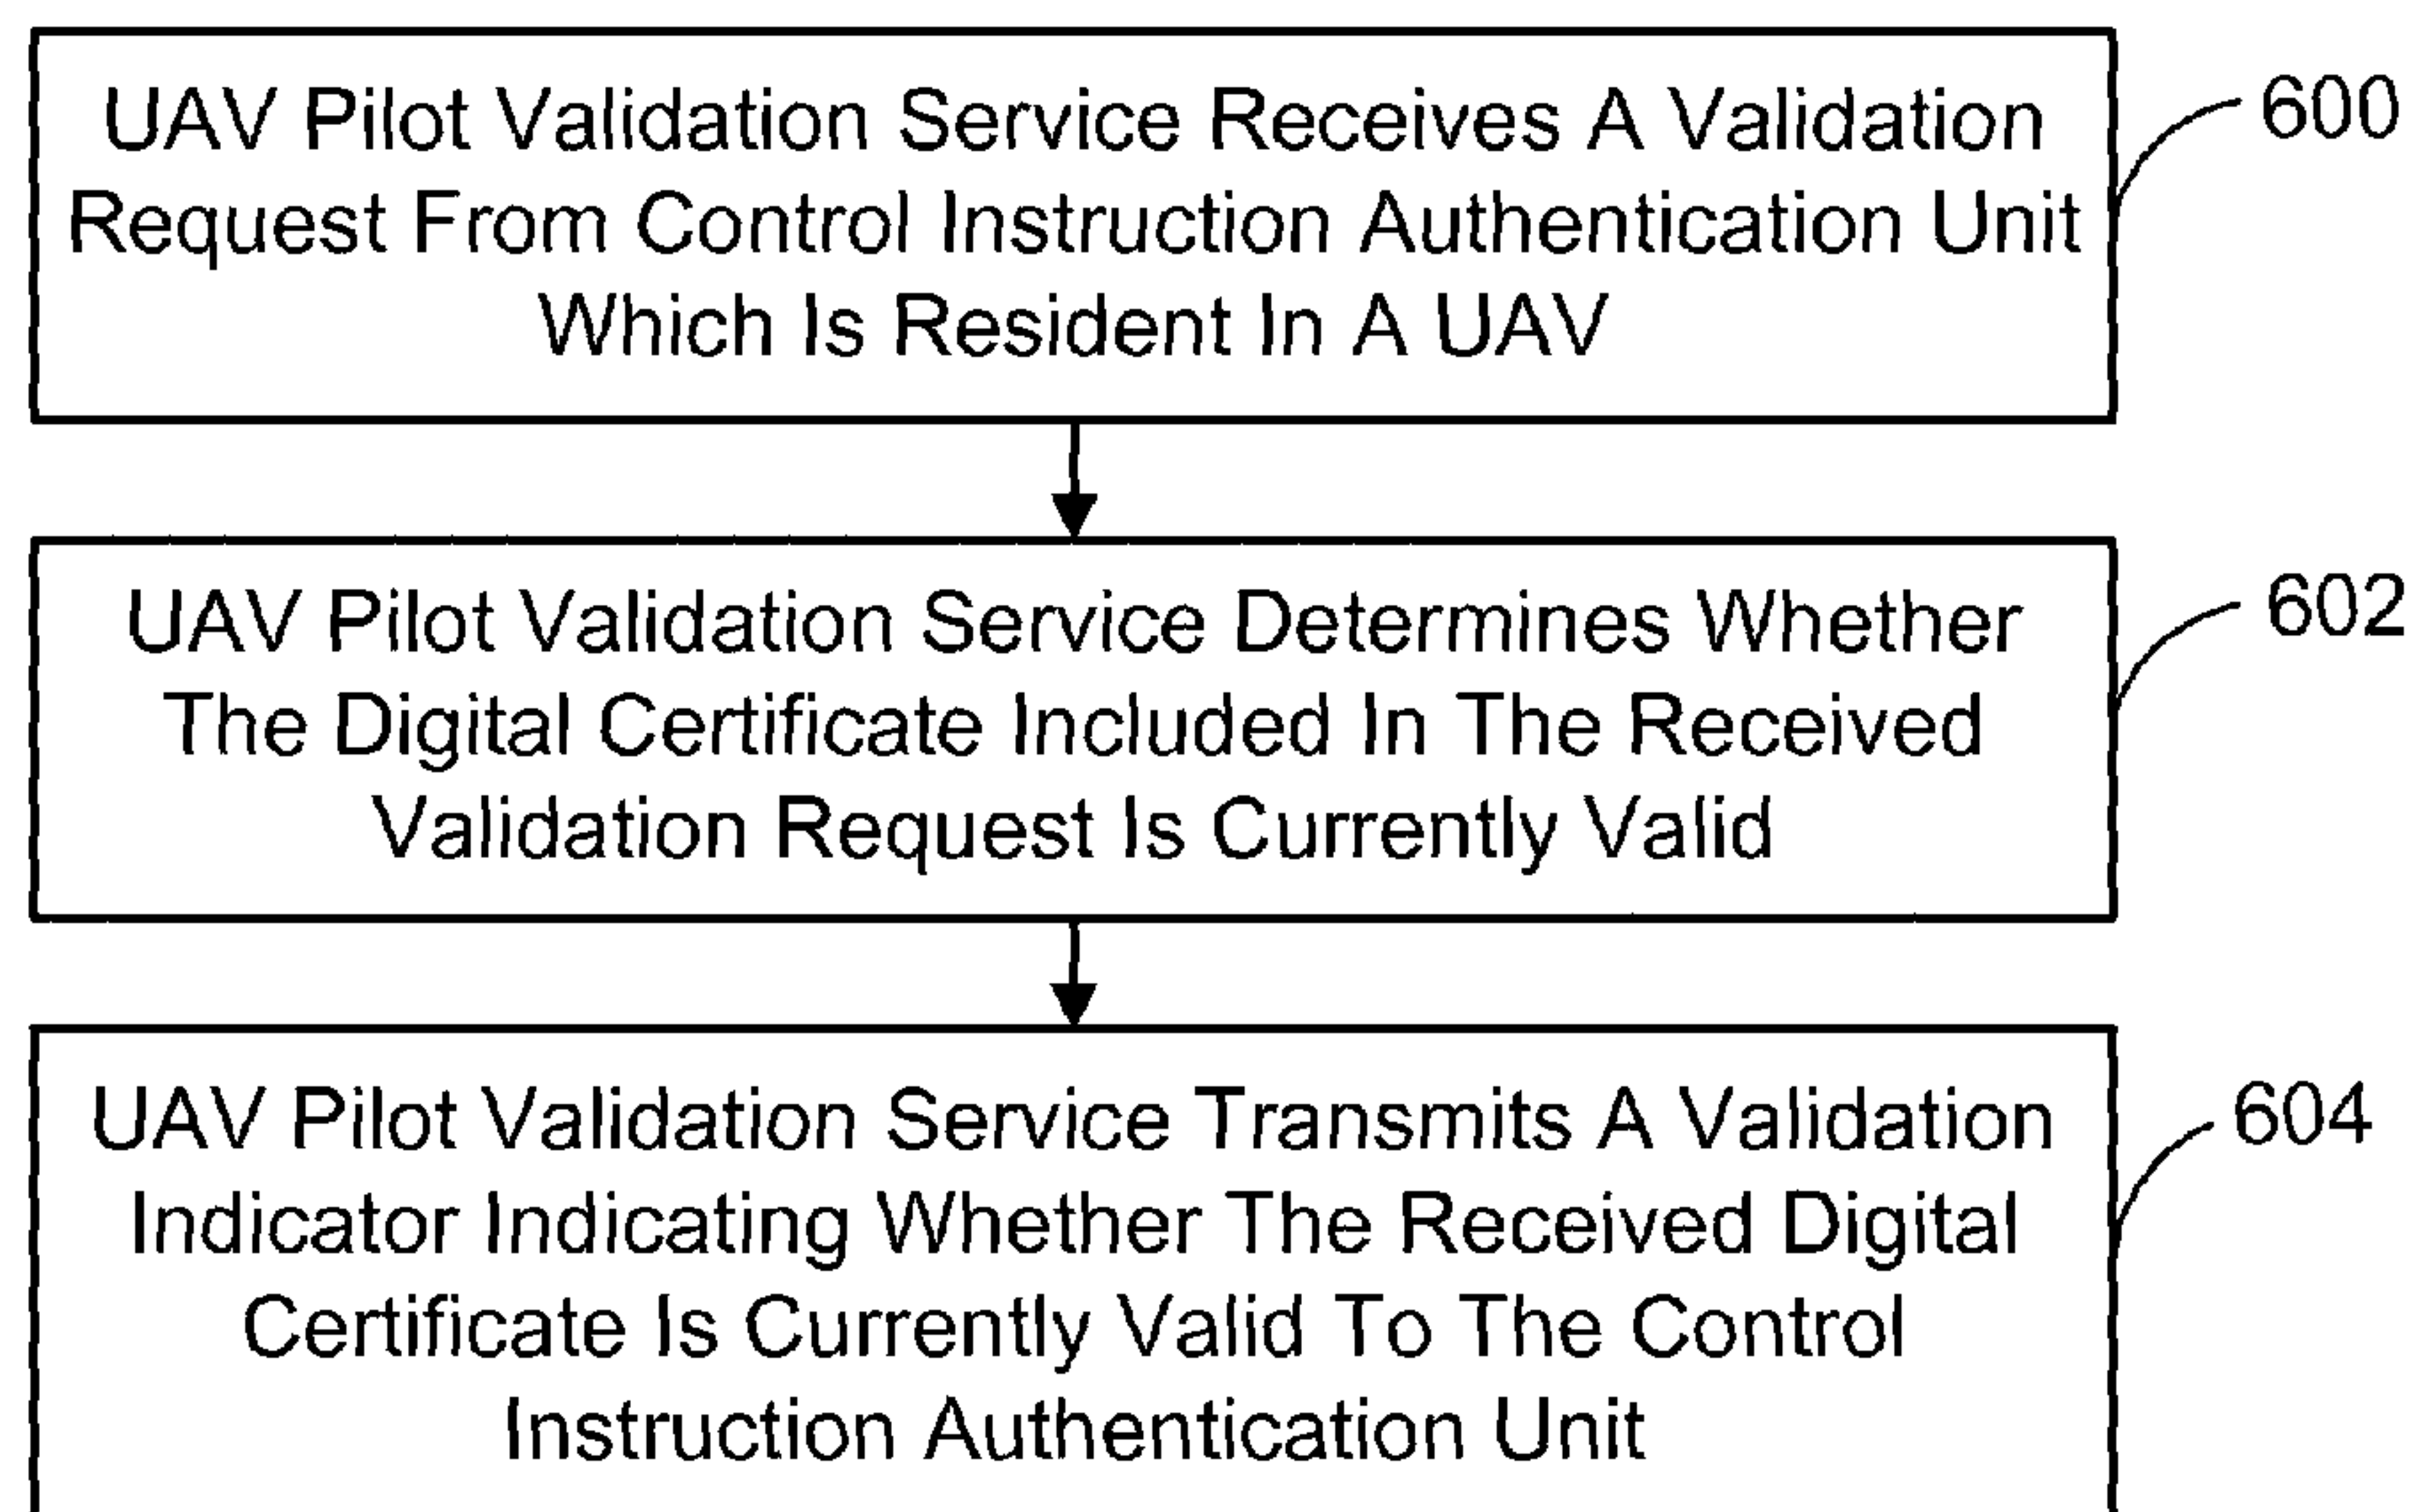 UAV Pilot Validation Service Receives A Validation
Request From Control Instruction Authentication Unit
Which Is Resident In A UAV
600
UAV Pilot Validation Service Determines Whether
The Digital Certificate Included In The Received
Validation Request Is Currently Valid
602
UAV Pilot Validation Service Transmits A Validation
Indicator Indicating Whether The Received Digital
Certificate Is Currently Valid To The Control
Instruction Authentication Unit
604